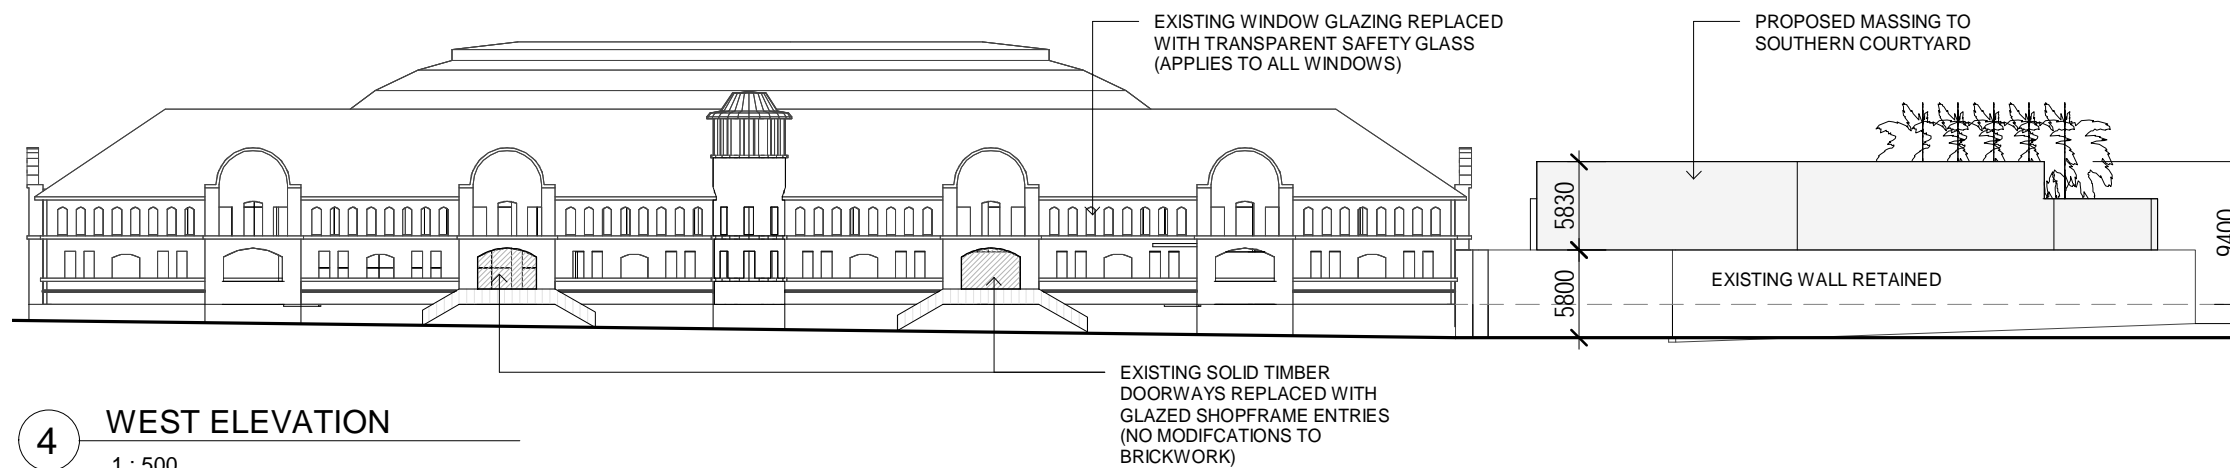 EXISTING WINDOW GLAZING REPLACED
WITH TRANSPARENT SAFETY GLASS
(APPLIES TO ALL WINDOWS)
PROPOSED MASSING TO
SOUTHERN COURTYARD
5830
9400
5800
EXISTING WALL RETAINED
EXISTING SOLID TIMBER
DOORWAYS REPLACED WITH
GLAZED SHOPFRAME ENTRIES
(NO MODIFCATIONS TO
BRICKWORK)
4
WEST ELEVATION
1 : 500